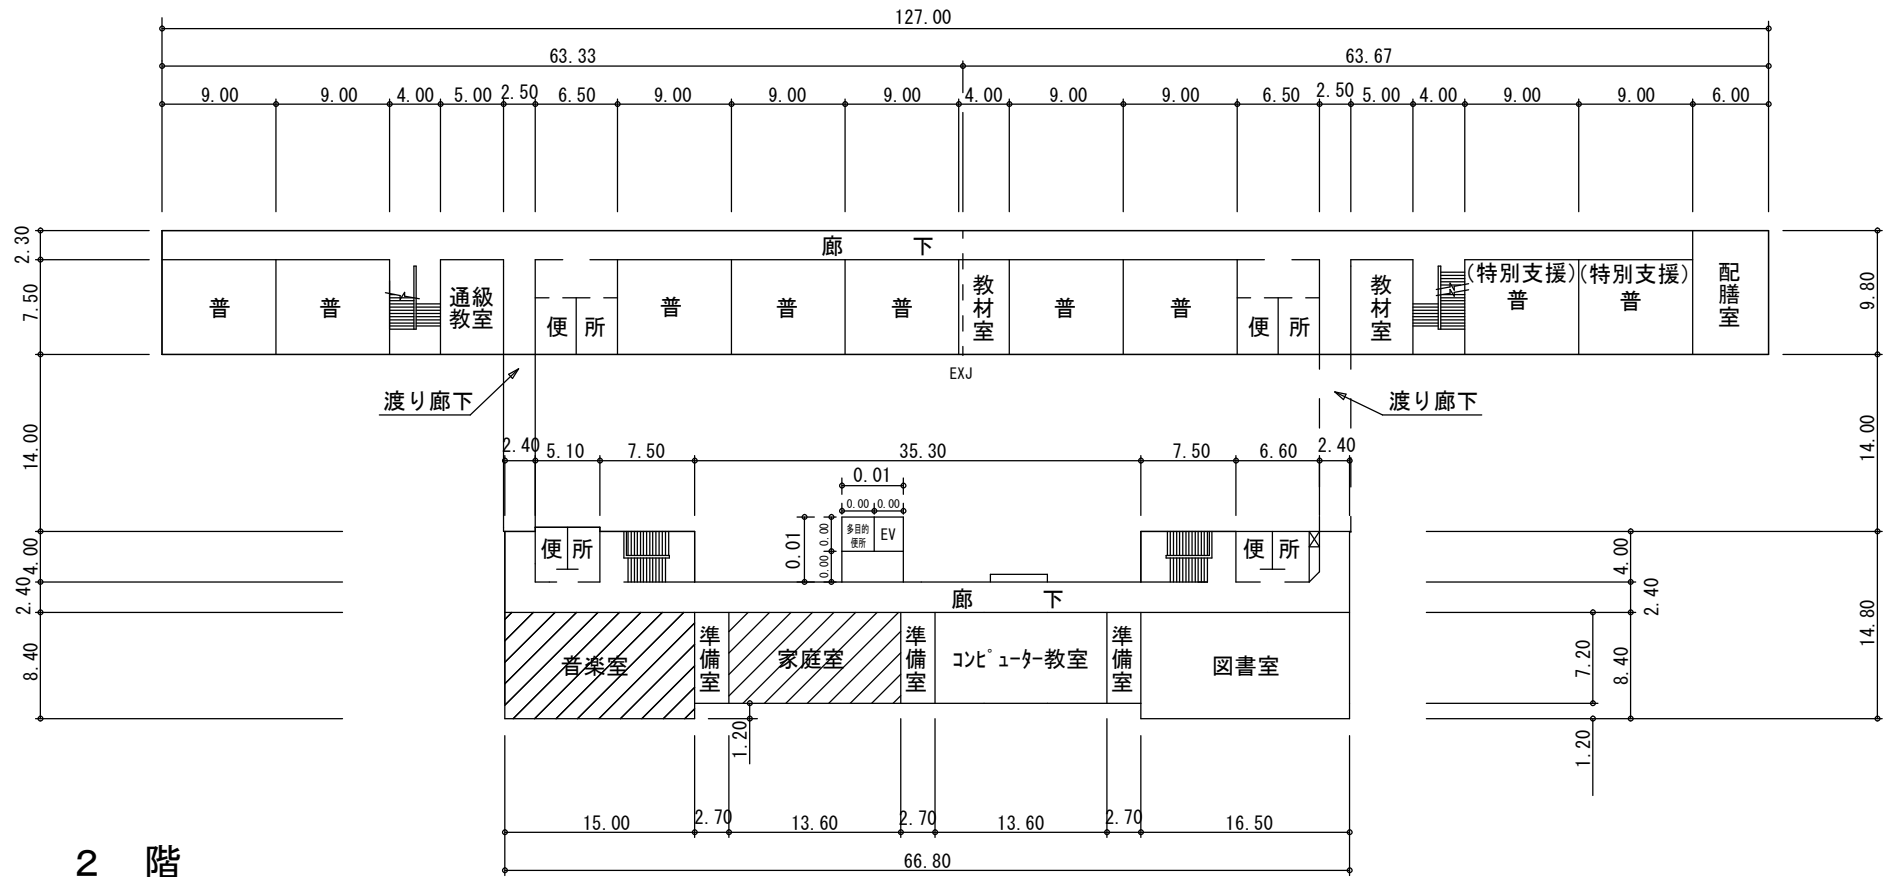 127.00
63.33 63.67
9.00 9.00 4.00 5.00 2.50 6.50 9.00 9.00 9.00 4.00 9.00 9.00 6.50 2.50 5.00 4.00 9.00 9.00 6.00
2.30
7.50
14.00
4.00
2.40
8.40
廊 下
普
普
通級
教室
便 所
普
普
普
教
材
室
普
普
便 所
教
材
室
(特別支援)
普
(特別支援)
普
配
膳
室
9.80
14.00
14.80
EXJ
渡り廊下
渡り廊下
2.40 5.10 7.50 35.30 7.50 6.60 2.40
0.01
0.00 0.00
0.01
0.00
0.00
多目的
便所
EV
便 所
便 所
廊 下
音楽室
準
備
室
家庭室
準
備
室
コンピューター教室
準
備
室
図書室
4.00
2.40
7.20
8.40
1.20
1.20
15.00 2.70 13.60 2.70 13.60 2.70 16.50
66.80
2 階